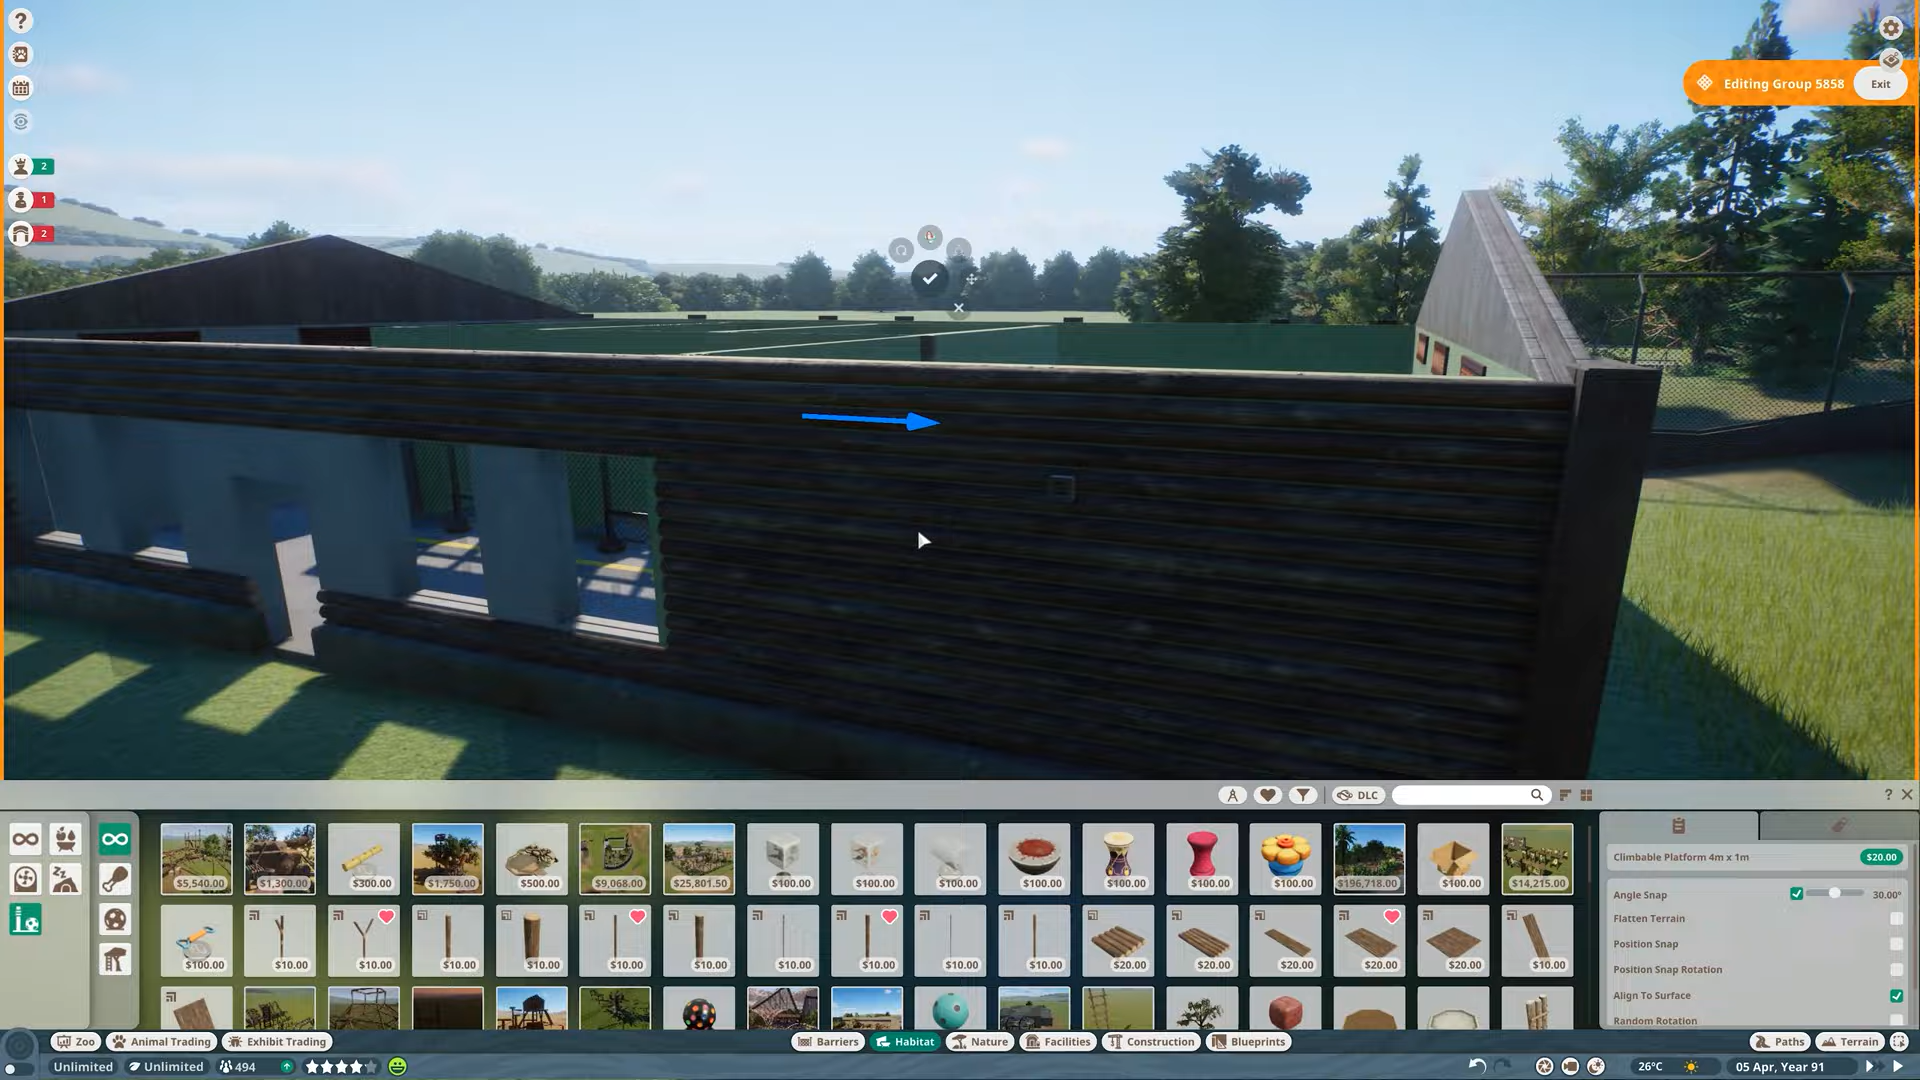 ?
Editing Group 5858 Exit
2
1
2
DLC
?
$5,540.00 $1,300.00 $300.00 $1,750.00 $500.00 $9,068.00 $25,801.50 $100.00 $100.00 $100.00 $100.00 $100.00 $100.00 $100.00 $196,718.00 $100.00 $14,215.00
Climbable Platform 4m x 1m $20.00
Angle Snap 30.00°
Flatten Terrain
Position Snap
$100.00 $10.00 $10.00 $10.00 $10.00 $10.00 $10.00 $10.00 $10.00 $10.00 $10.00 $20.00 $20.00 $20.00 $20.00 $20.00 $10.00
Position Snap Rotation
Align To Surface
Random Rotation
Zoo Animal Trading Exhibit Trading Barriers Habitat Nature Facilities Construction Blueprints Paths Terrain
Unlimited Unlimited 494 26°C 05 Apr, Year 91